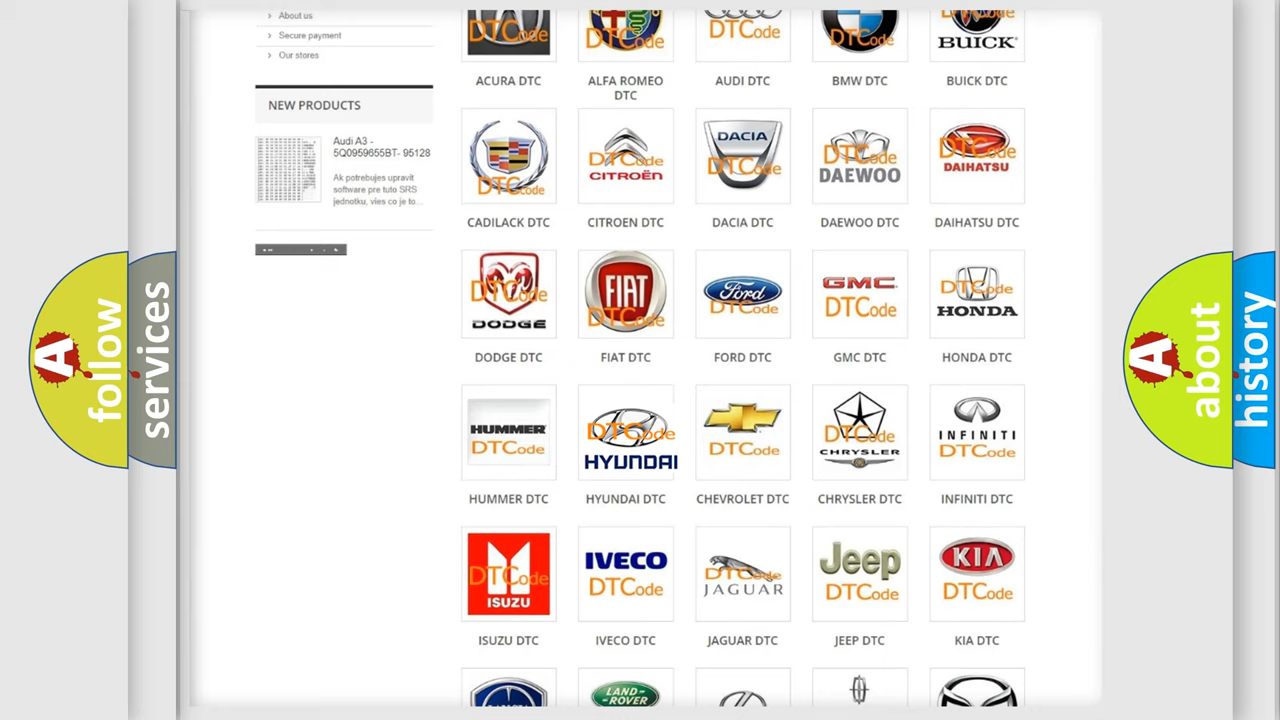 About us
Secure payment
Our stores
NEW PRODUCTS
Audi A3 -
5Q0959655BT- 95128
Ak potrebujes upravit
software pre tuto SRS
jednotku, vies co je to...
DTCode
DTCode
DTCode
DTCode
BUICK
ACURA DTC
ALFA ROMEO
DTC
AUDI DTC
BMW DTC
BUICK DTC
DTCode
DTCode
CITROËN
DACIA
DTCode
DTCode
DAEWOO
DTCode
DAIHATSU
CADILACK DTC
CITROEN DTC
DACIA DTC
DAEWOO DTC
DAIHATSU DTC
DTCode
DODGE
FIAT
DTCode
Ford
DTCode
GMC
DTCode
DTCode
HONDA
DODGE DTC
FIAT DTC
FORD DTC
GMC DTC
HONDA DTC
HUMMER
DTCode
DTCode
HYUNDAI
DTCode
DTCode
CHRYSLER
INFINITI
DTCode
HUMMER DTC
HYUNDAI DTC
CHEVROLET DTC
CHRYSLER DTC
INFINITI DTC
DTCode
ISUZU
IVECO
DTCode
DTCode
JAGUAR
Jeep
DTCode
KIA
DTCode
ISUZU DTC
IVECO DTC
JAGUAR DTC
JEEP DTC
KIA DTC
LAND-
ROVER
A
follow
services
A
about
history